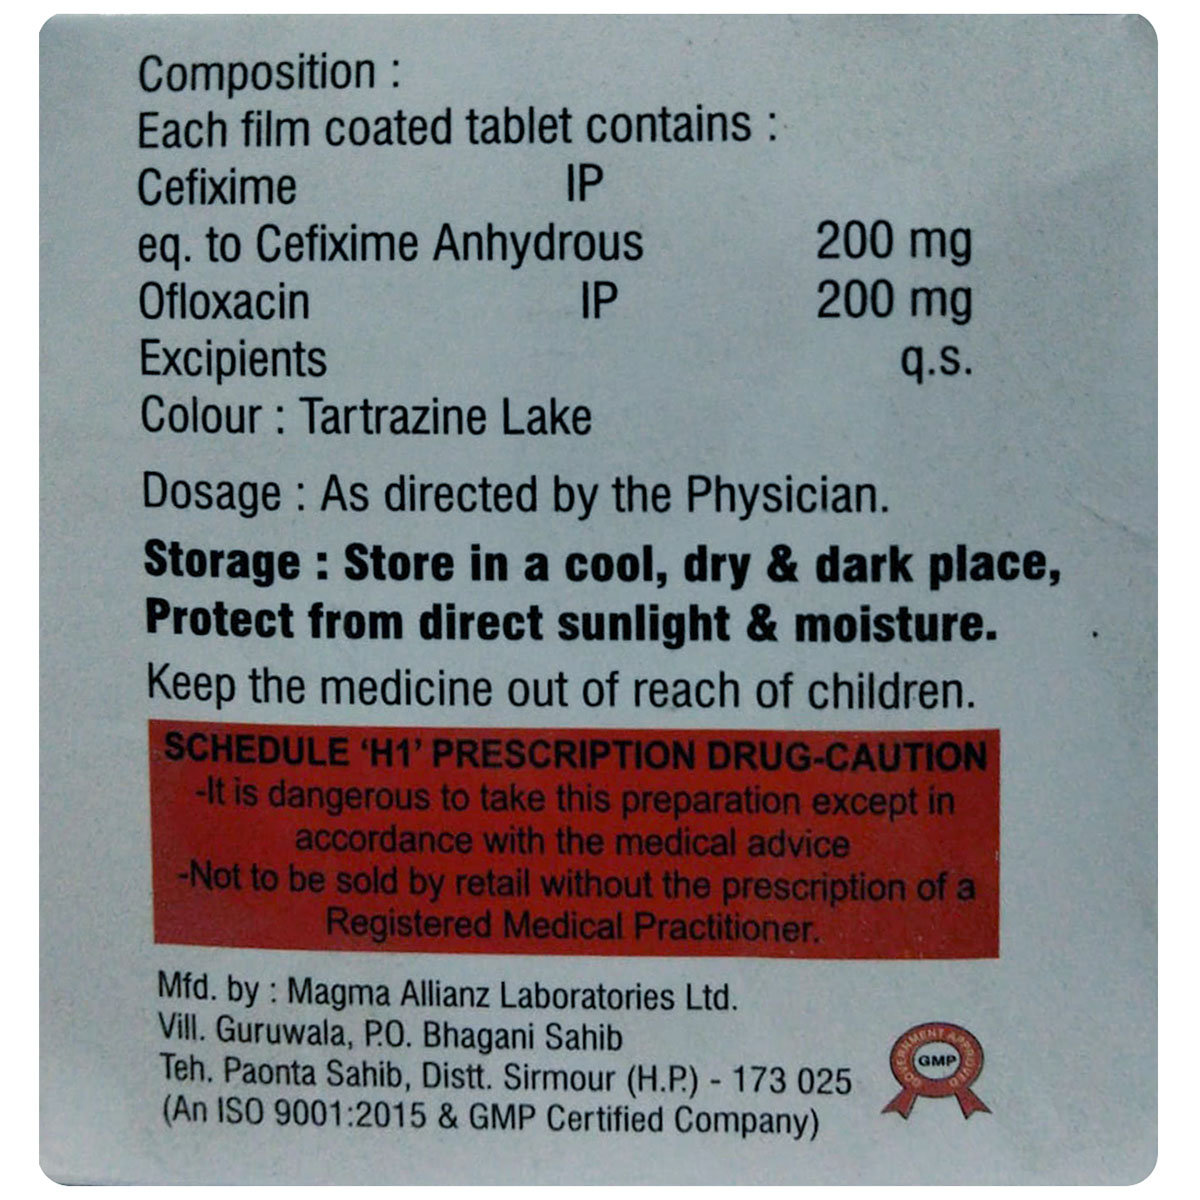 Composition :
Each film coated tablet contains :
Cefixime IP
eq. to Cefixime Anhydrous 200 mg
Ofloxacin IP 200 mg
Excipients q.s.
Colour : Tartrazine Lake
Dosage : As directed by the Physician.
Storage : Store in a cool, dry & dark place,
Protect from direct sunlight & moisture.
Keep the medicine out of reach of children.
SCHEDULE 'H1' PRESCRIPTION DRUG-CAUTION
-It is dangerous to take this preparation except in
accordance with the medical advice
-Not to be sold by retail without the prescription of a
Registered Medical Practitioner.
Mfd. by : Magma Allianz Laboratories Ltd.
Vill. Guruwala, P.O. Bhagani Sahib
Teh. Paonta Sahib, Distt. Sirmour (H.P.) - 173 025
(An ISO 9001:2015 & GMP Certified Company)
GOVERNMENT APPROVED
GMP